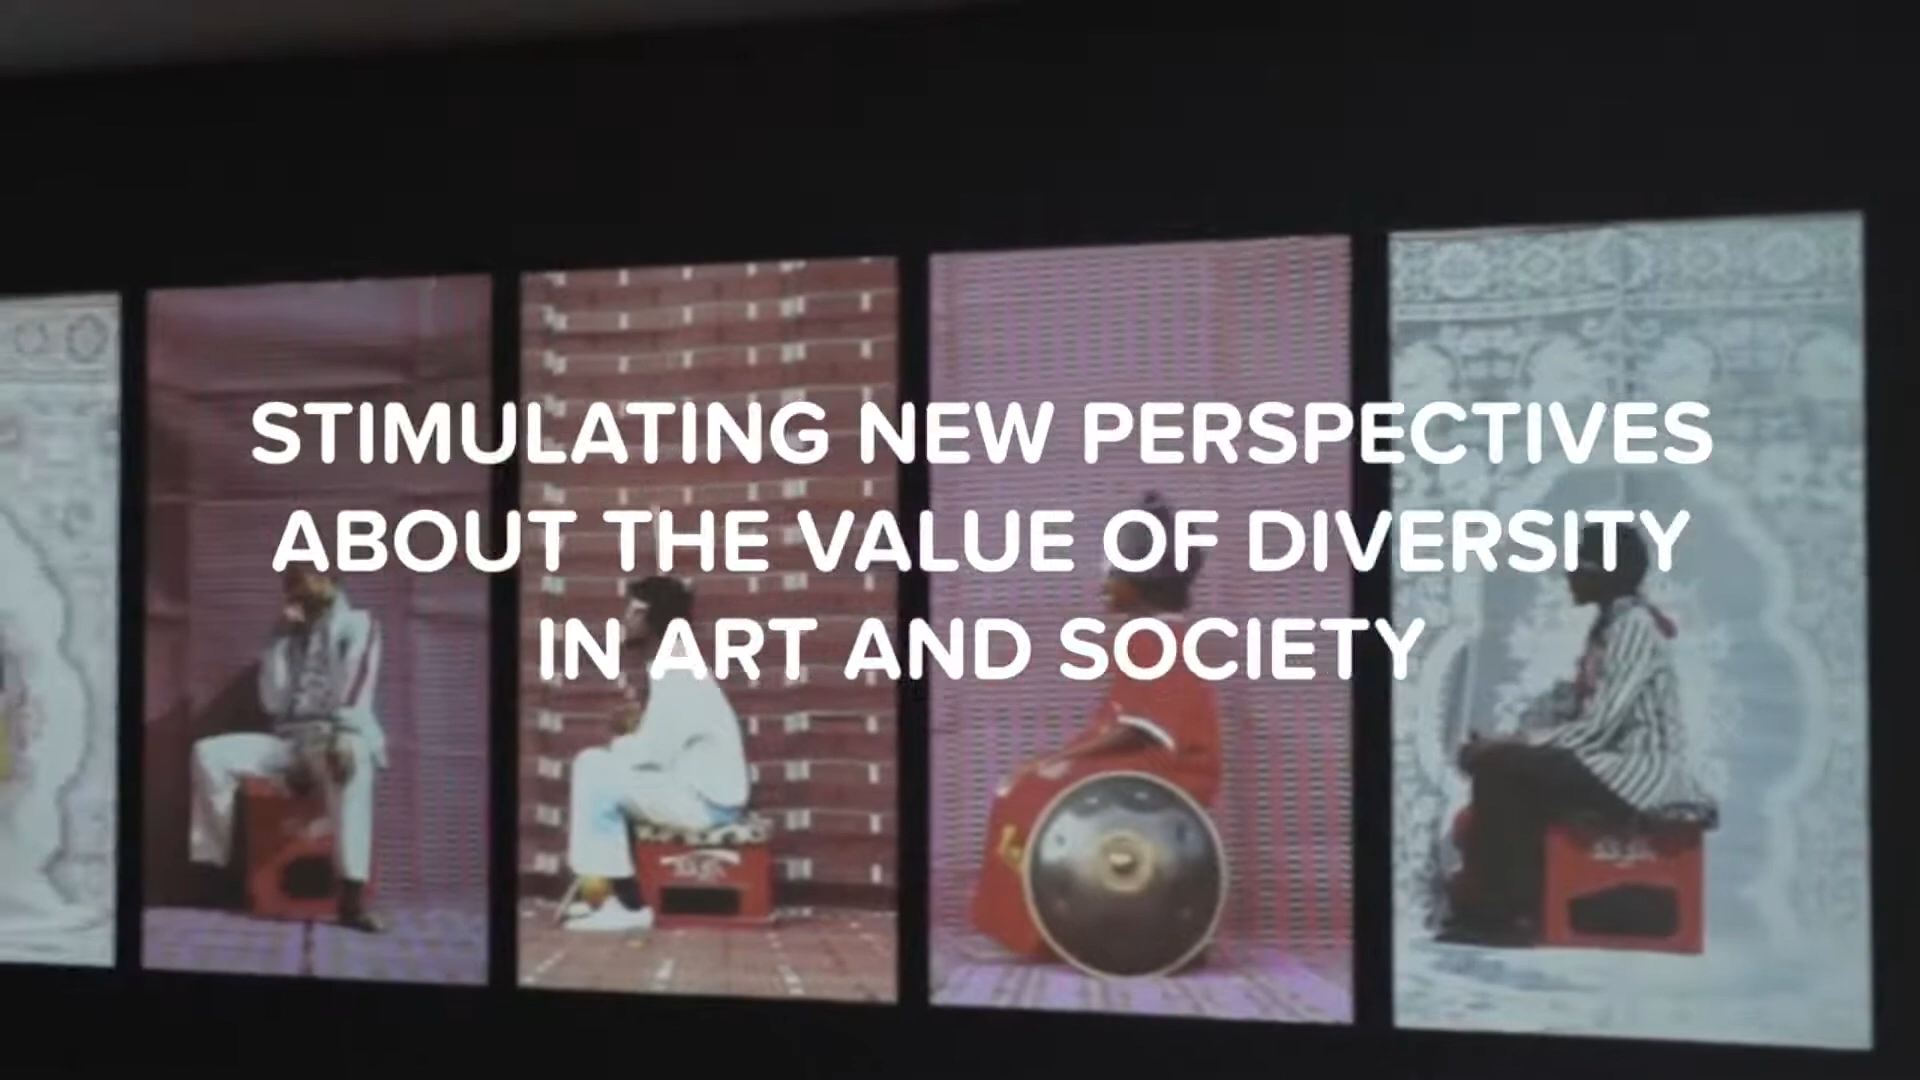 STIMULATING NEW PERSPECTIVES
ABOUT THE VALUE OF DIVERSITY
IN ART AND SOCIETY